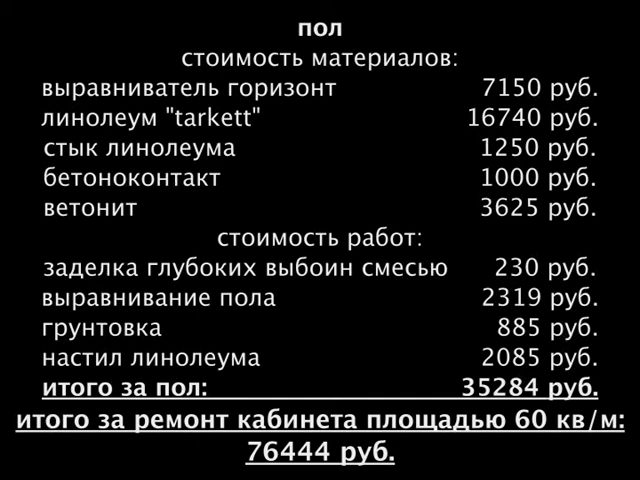 пол
стоимость материалов:
выравниватель горизонт 7150 руб.
линолеум "tarkett" 16740 руб.
стык линолеума 1250 руб.
бетоноконтакт 1000 руб.
ветонит 3625 руб.
стоимость работ:
заделка глубоких выбоин смесью 230 руб.
выравнивание пола 2319 руб.
грунтовка 885 руб.
настил линолеума 2085 руб.
итого за пол: 35284 руб.
итого за ремонт кабинета площадью 60 кв/м:
76444 руб.